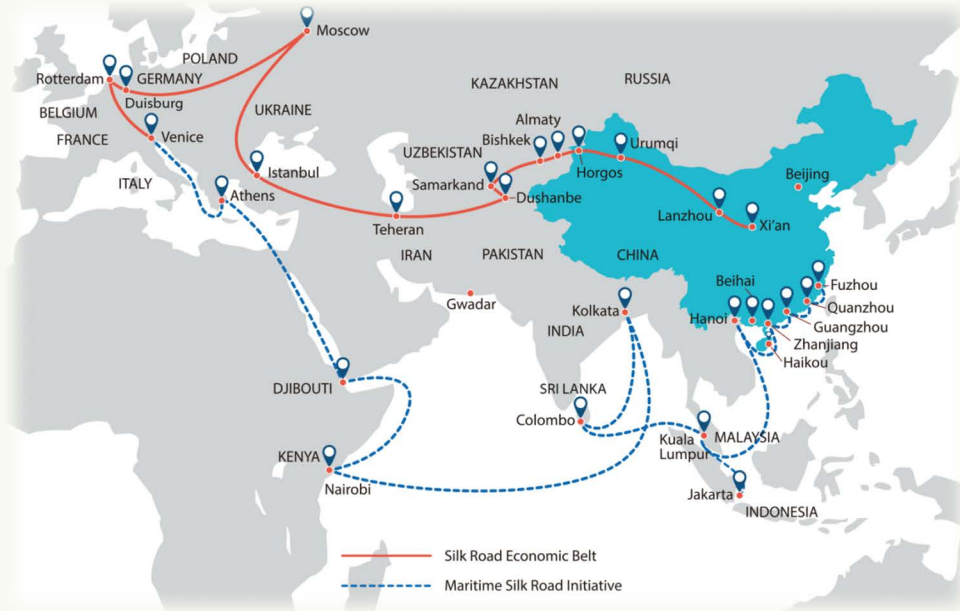 Moscow
POLAND
Rotterdam
GERMANY
Duisburg
BELGIUM
FRANCE
Venice
ITALY
Athens
UKRAINE
Istanbul
KAZAKHSTAN
RUSSIA
Almaty
Bishkek
UZBEKISTAN
Samarkand
Dushanbe
Horgos
Urumqi
Beijing
Lanzhou
Xi’an
Teheran
IRAN
PAKISTAN
CHINA
Gwadar
Kolkata
INDIA
Beihai
Hanoi
Fuzhou
Quanzhou
Guangzhou
Zhanjiang
Haikou
DJIBOUTI
SRI LANKA
Colombo
KENYA
Nairobi
Kuala
Lumpur
MALAYSIA
Jakarta
INDONESIA
Silk Road Economic Belt
Maritime Silk Road Initiative